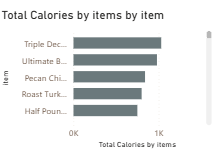 Total Calories by items by item
Triple Dec...
Ultimate B...
Pecan Chi...
Roast Turk...
Half Poun...
item
0K 1K
Total Calories by items